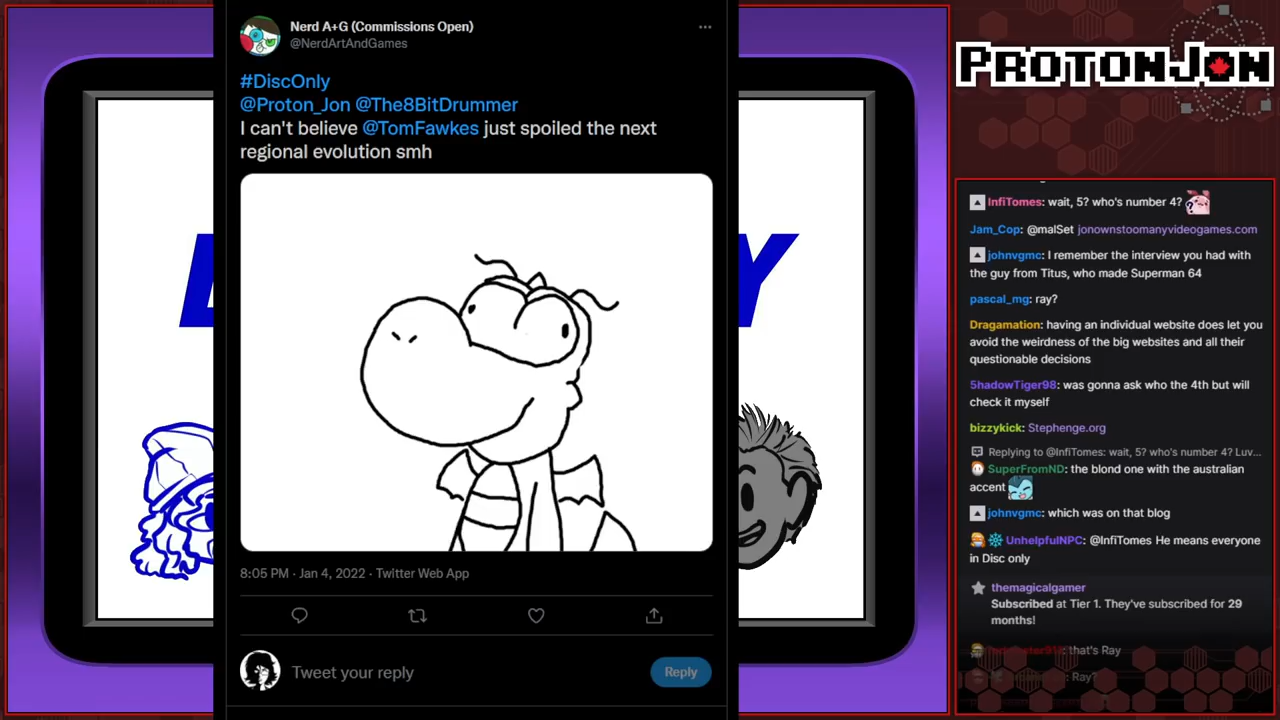 Nerd A+G (Commissions Open)
@NerdArtAndGames
#DiscOnly
@Proton_Jon @The8BitDrummer
I can't believe @TomFawkes just spoiled the next
regional evolution smh
8:05 PM · Jan 4, 2022 · Twitter Web App
Tweet your reply
Reply
Y
PROTONJON
InfiTomes: wait, 5? who's number 4?
Jam_Cop: @malSet jonownstoomanyvideogames.com
johnvgmc: I remember the interview you had with
the guy from Titus, who made Superman 64
pascal_mg: ray?
Dragamation: having an individual website does let you
avoid the weirdness of the big websites and all their
questionable decisions
5hadowTiger98: was gonna ask who the 4th but will
check it myself
bizzykick: Stephenge.org
Replying to @InfiTomes: wait, 5? who's number 4? Luv...
SuperFromND: the blond one with the australian
accent
johnvgmc: which was on that blog
UnhelpfulNPC: @InfiTomes He means everyone
in Disc only
themagicalgamer
Subscribed at Tier 1. They've subscribed for 29
months!
that's Ray
Ray?